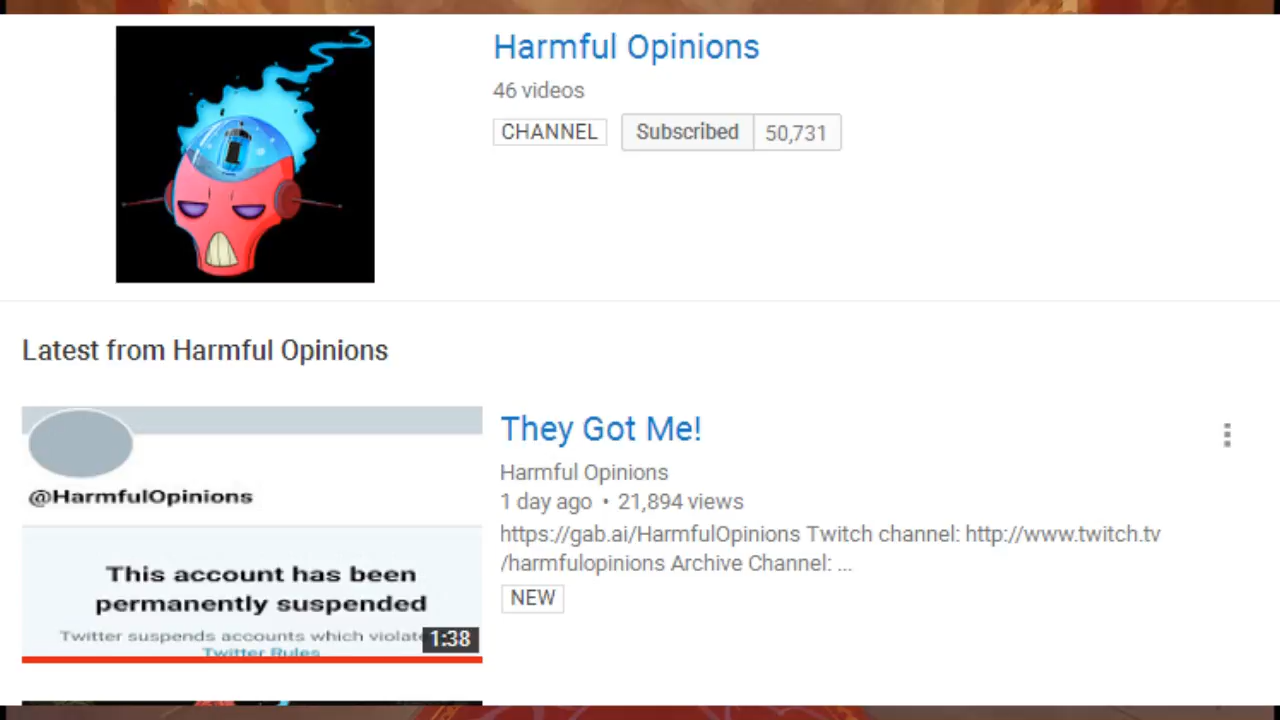 Harmful Opinions
46 videos
CHANNEL Subscribed 50,731
Latest from Harmful Opinions
@HarmfulOpinions
This account has been
permanently suspended
Twitter suspends accounts which violate
Twitter Rules
1:38
They Got Me!
Harmful Opinions
1 day ago • 21,894 views
https://gab.ai/HarmfulOpinions Twitch channel: http://www.twitch.tv
/harmfulopinions Archive Channel: ...
NEW